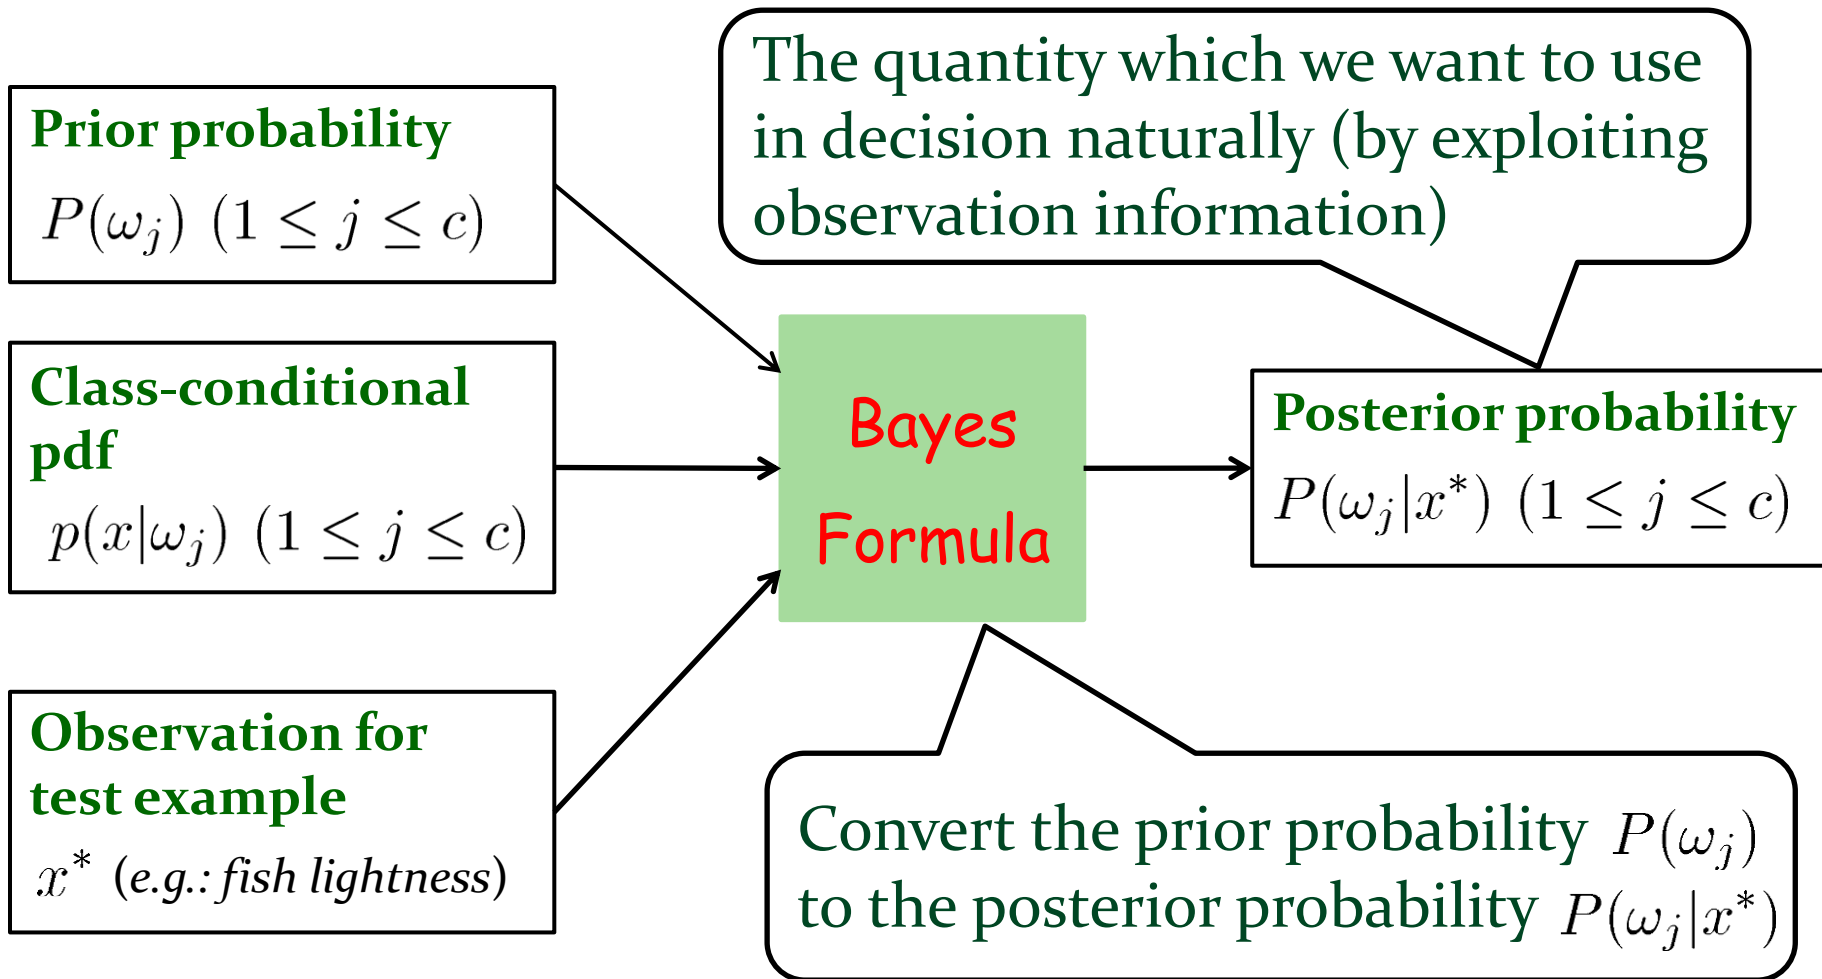 The quantity which we want to use
in decision naturally (by exploiting
observation information)
Prior probability
P(ω_j) (1 ≤ j ≤ c)
Class-conditional
pdf
p(x|ω_j) (1 ≤ j ≤ c)
Observation for
test example
x* (e.g.: fish lightness)
Bayes
Formula
Posterior probability
P(ω_j|x*) (1 ≤ j ≤ c)
Convert the prior probability P(ω_j)
to the posterior probability P(ω_j|x*)